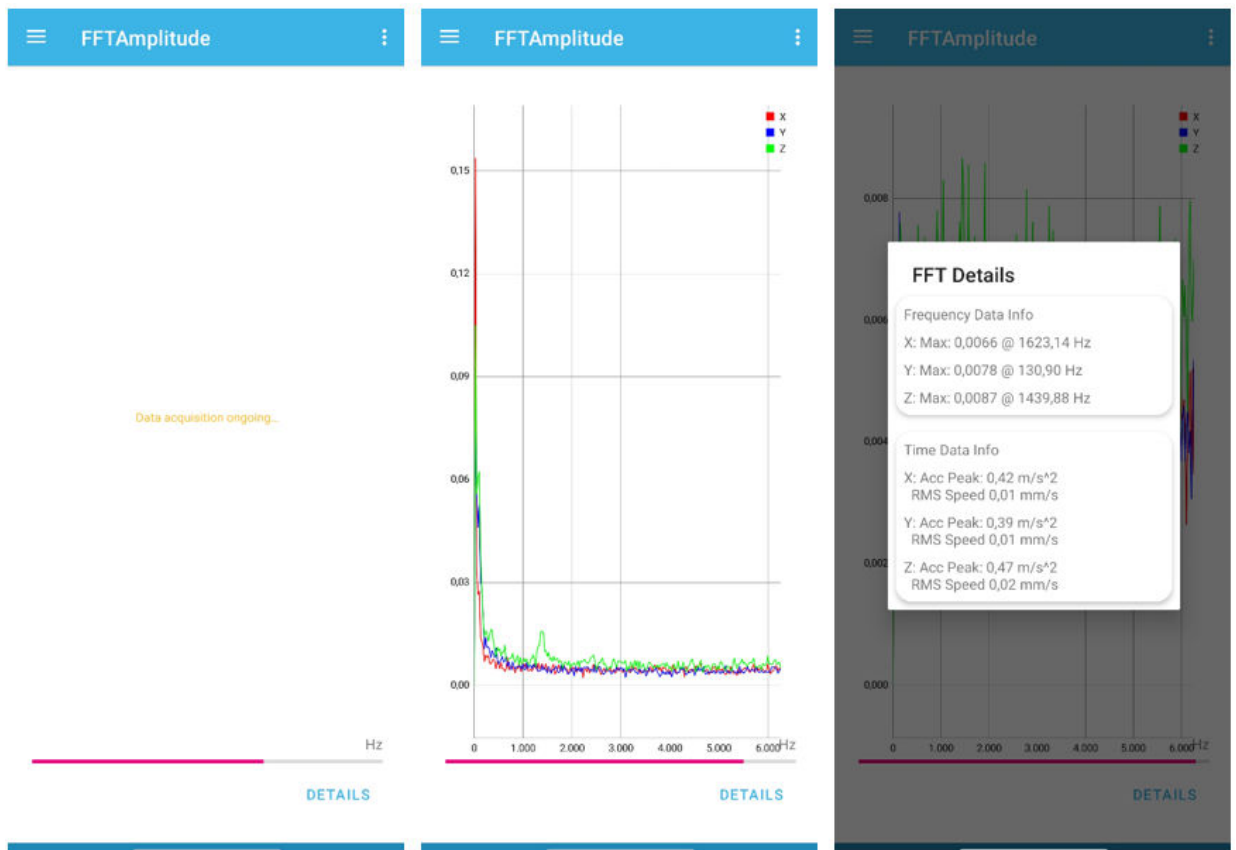 FFTAmplitude
Data acquisition ongoing...
Hz
DETAILS
FFTAmplitude
X
Y
Z
0,15
0,12
0,09
0,06
0,03
0,00
0 1.000 2.000 3.000 4.000 5.000 6.000 Hz
DETAILS
FFTAmplitude
X
Y
Z
0,008
0,006
0,004
0,002
0,000
FFT Details
Frequency Data Info
X: Max: 0,0066 @ 1623,14 Hz
Y: Max: 0,0078 @ 130,90 Hz
Z: Max: 0,0087 @ 1439,88 Hz
Time Data Info
X: Acc Peak: 0,42 m/s^2
RMS Speed 0,01 mm/s
Y: Acc Peak: 0,39 m/s^2
RMS Speed 0,01 mm/s
Z: Acc Peak: 0,47 m/s^2
RMS Speed 0,02 mm/s
0 1.000 2.000 3.000 4.000 5.000 6.000 Hz
DETAILS